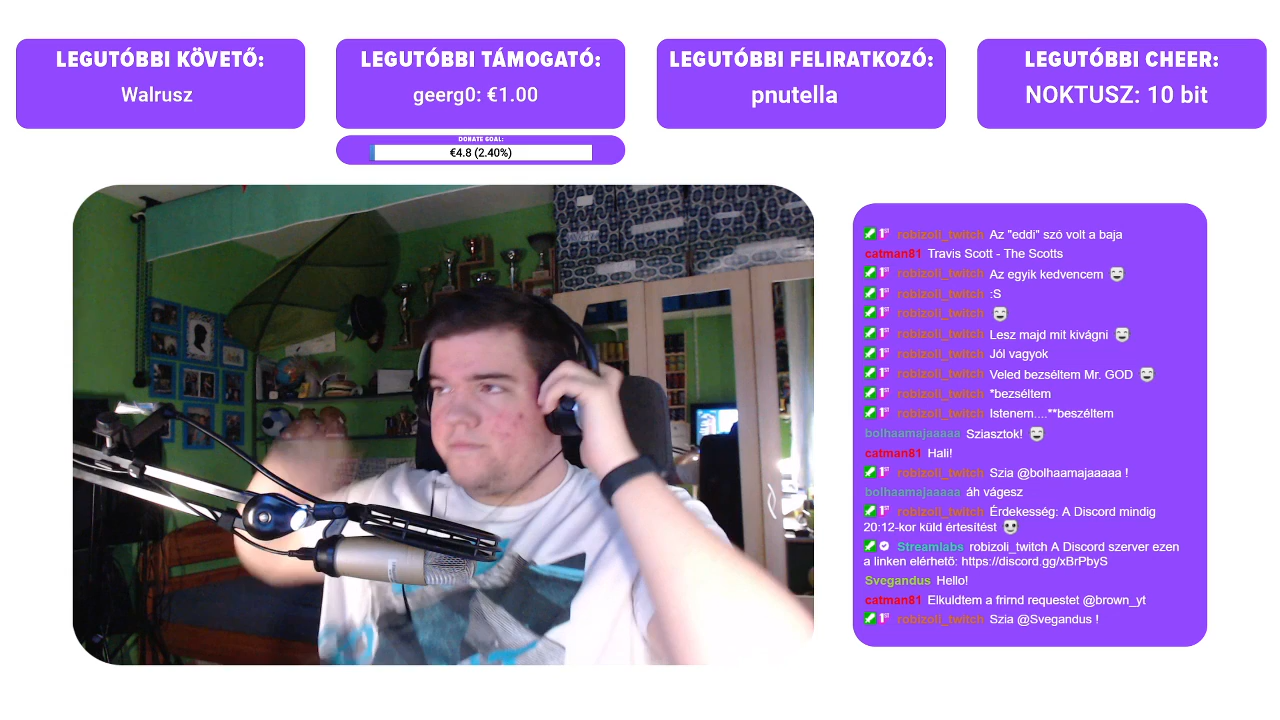 LEGUTÓBBI KÖVETŐ:
Walrusz
LEGUTÓBBI TÁMOGATÓ:
geerg0: €1.00
DONATE GOAL:
€4.8 (2.40%)
LEGUTÓBBI FELIRATKOZÓ:
pnutella
LEGUTÓBBI CHEER:
NOKTUSZ: 10 bit
robizoli_twitch Az "eddi" szó volt a baja
catman81 Travis Scott - The Scotts
robizoli_twitch Az egyik kedvencem
robizoli_twitch :S
robizoli_twitch
robizoli_twitch Lesz majd mit kivágni
robizoli_twitch Jól vagyok
robizoli_twitch Veled bezséltem Mr. GOD
robizoli_twitch *bezséltem
robizoli_twitch Istenem....**beszéltem
bolhaamajaaaaa Sziasztok!
catman81 Hali!
robizoli_twitch Szia @bolhaamajaaaaa !
bolhaamajaaaaa áh vágesz
robizoli_twitch Érdekesség: A Discord mindig
20:12-kor küld értesítést
Streamlabs robizoli_twitch A Discord szerver ezen
a linken elérhető: https://discord.gg/xBrPbyS
Svegandus Hello!
catman81 Elkuldtem a frirnd requestet @brown_yt
robizoli_twitch Szia @Svegandus !